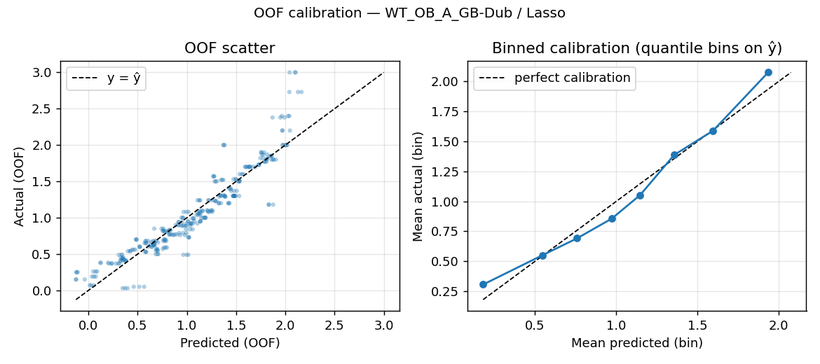 OOF calibration — WT_OB_A_GB-Dub / Lasso
OOF scatter
y = ŷ
Actual (OOF)
3.0
2.5
2.0
1.5
1.0
0.5
0.0
0.0 0.5 1.0 1.5 2.0 2.5 3.0
Predicted (OOF)
Binned calibration (quantile bins on ŷ)
perfect calibration
Mean actual (bin)
2.00
1.75
1.50
1.25
1.00
0.75
0.50
0.25
0.5 1.0 1.5 2.0
Mean predicted (bin)